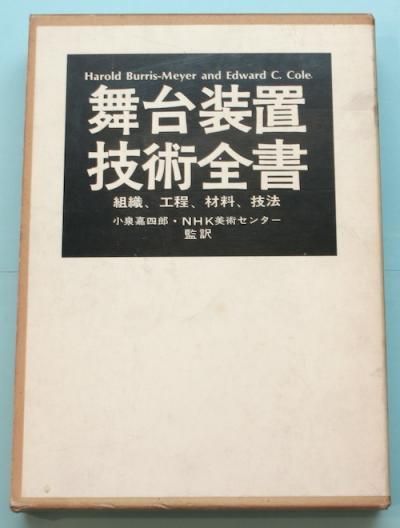 Harold Burris-Meyer and Edward C. Cole.
舞台装置
技術全書
組織、工程、材料、技法
小泉嘉四郎・NHK美術センター
監訳